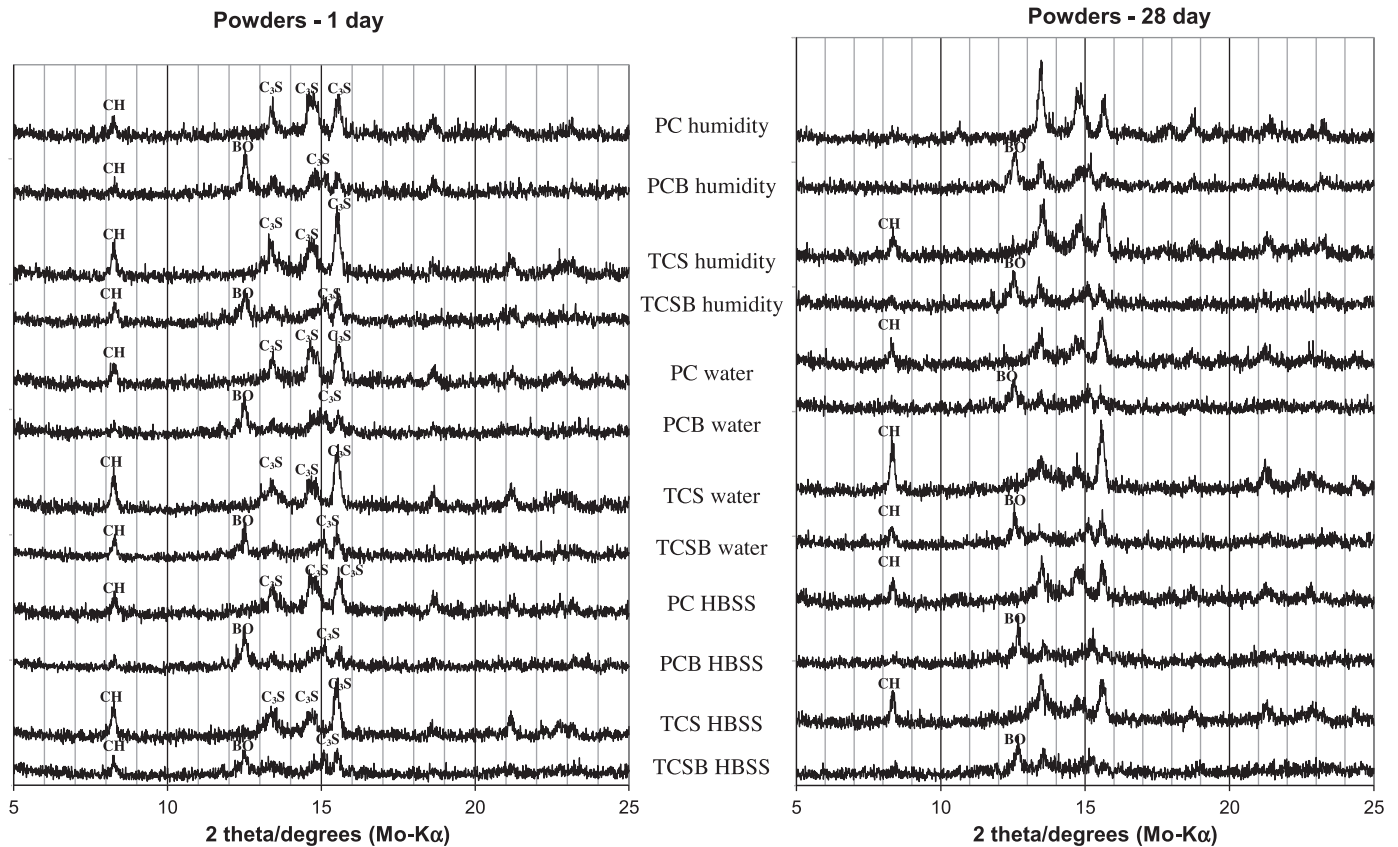 Powders - 1 day
CH
C₃S
C₃S
C₃S
BO
CH
C₃S
CH
C₃S
C₃S
C₃S
CH
BO
C₃S
CH
C₃S
C₃S
C₃S
BO
C₃S
CH
C₃S
C₃S
C₃S
CH
BO
C₃S
CH
C₃S
C₃S
C₃S
BO
C₃S
CH
C₃S
C₃S
C₃S
CH
BO
C₃S
5
10
15
20
25
2 theta/degrees (Mo-Kα)
PC humidity
PCB humidity
TCS humidity
TCSB humidity
PC water
PCB water
TCS water
TCSB water
PC HBSS
PCB HBSS
TCS HBSS
TCSB HBSS
Powders - 28 day
BO
CH
BO
CH
BO
CH
BO
CH
CH
BO
CH
BO
5
10
15
20
25
2 theta/degrees (Mo-Kα)